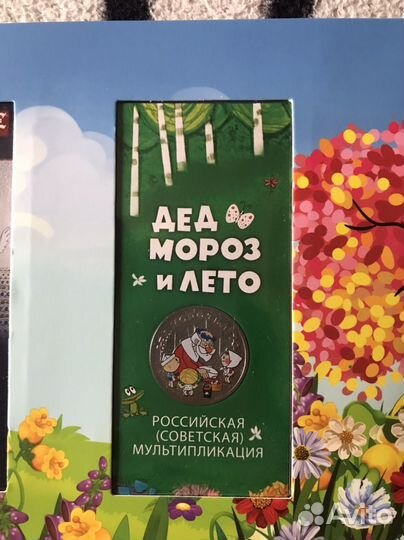 ДЕД
МОРОЗ
И ЛЕТО
РОССИЙСКАЯ
(СОВЕТСКАЯ)
МУЛЬТИПЛИКАЦИЯ
Avito